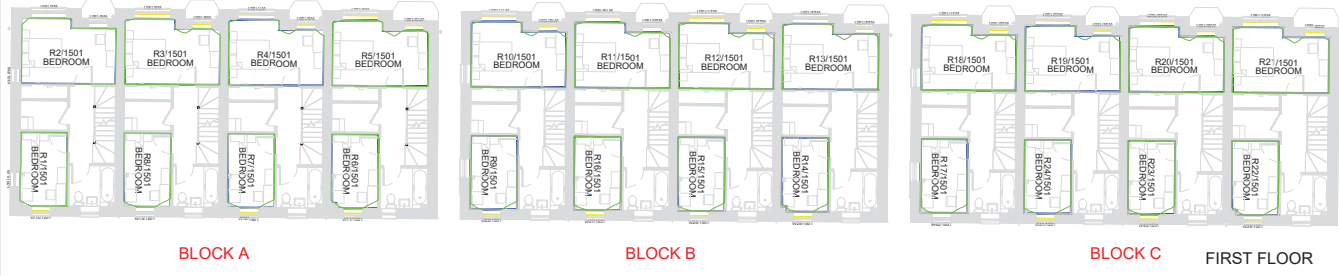 R2/1501
BEDROOM
R3/1501
BEDROOM
R4/1501
BEDROOM
R5/1501
BEDROOM
R10/1501
BEDROOM
R11/1501
BEDROOM
R12/1501
BEDROOM
R13/1501
BEDROOM
R18/1501
BEDROOM
R19/1501
BEDROOM
R20/1501
BEDROOM
R21/1501
BEDROOM
R1/1501
BEDROOM
R8/1501
BEDROOM
R7/1501
BEDROOM
R6/1501
BEDROOM
R9/1501
BEDROOM
R16/1501
BEDROOM
R15/1501
BEDROOM
R14/1501
BEDROOM
R17/1501
BEDROOM
R24/1501
BEDROOM
R23/1501
BEDROOM
R22/1501
BEDROOM
BLOCK A
BLOCK B
BLOCK C
FIRST FLOOR